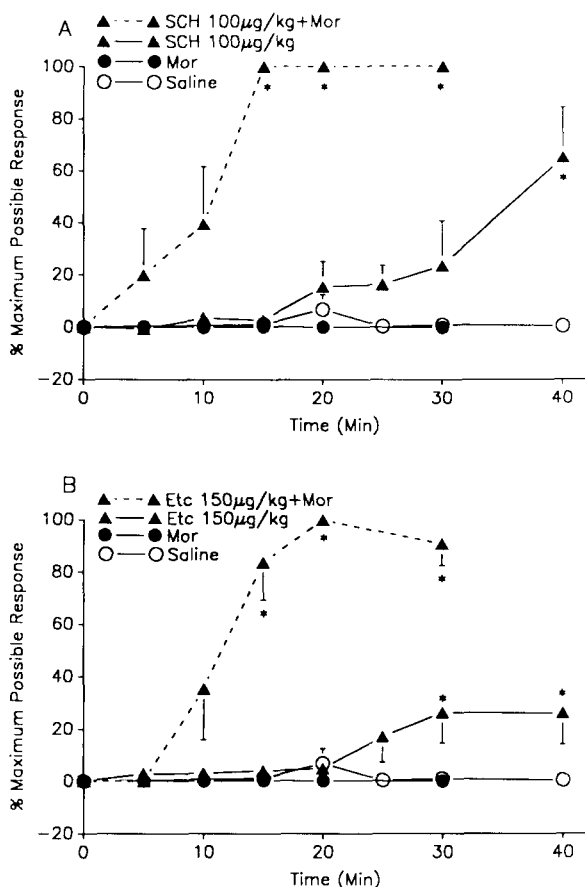 A
SCH 100µg/kg+Mor
SCH 100µg/kg
Mor
Saline
% Maximum Possible Response
100
80
60
40
20
0
-20
* * *
*
0 10 20 30 40
Time (Min)
B
Etc 150µg/kg+Mor
Etc 150µg/kg
Mor
Saline
% Maximum Possible Response
100
80
60
40
20
0
-20
*
*
*
* *
0 10 20 30 40
Time (Min)